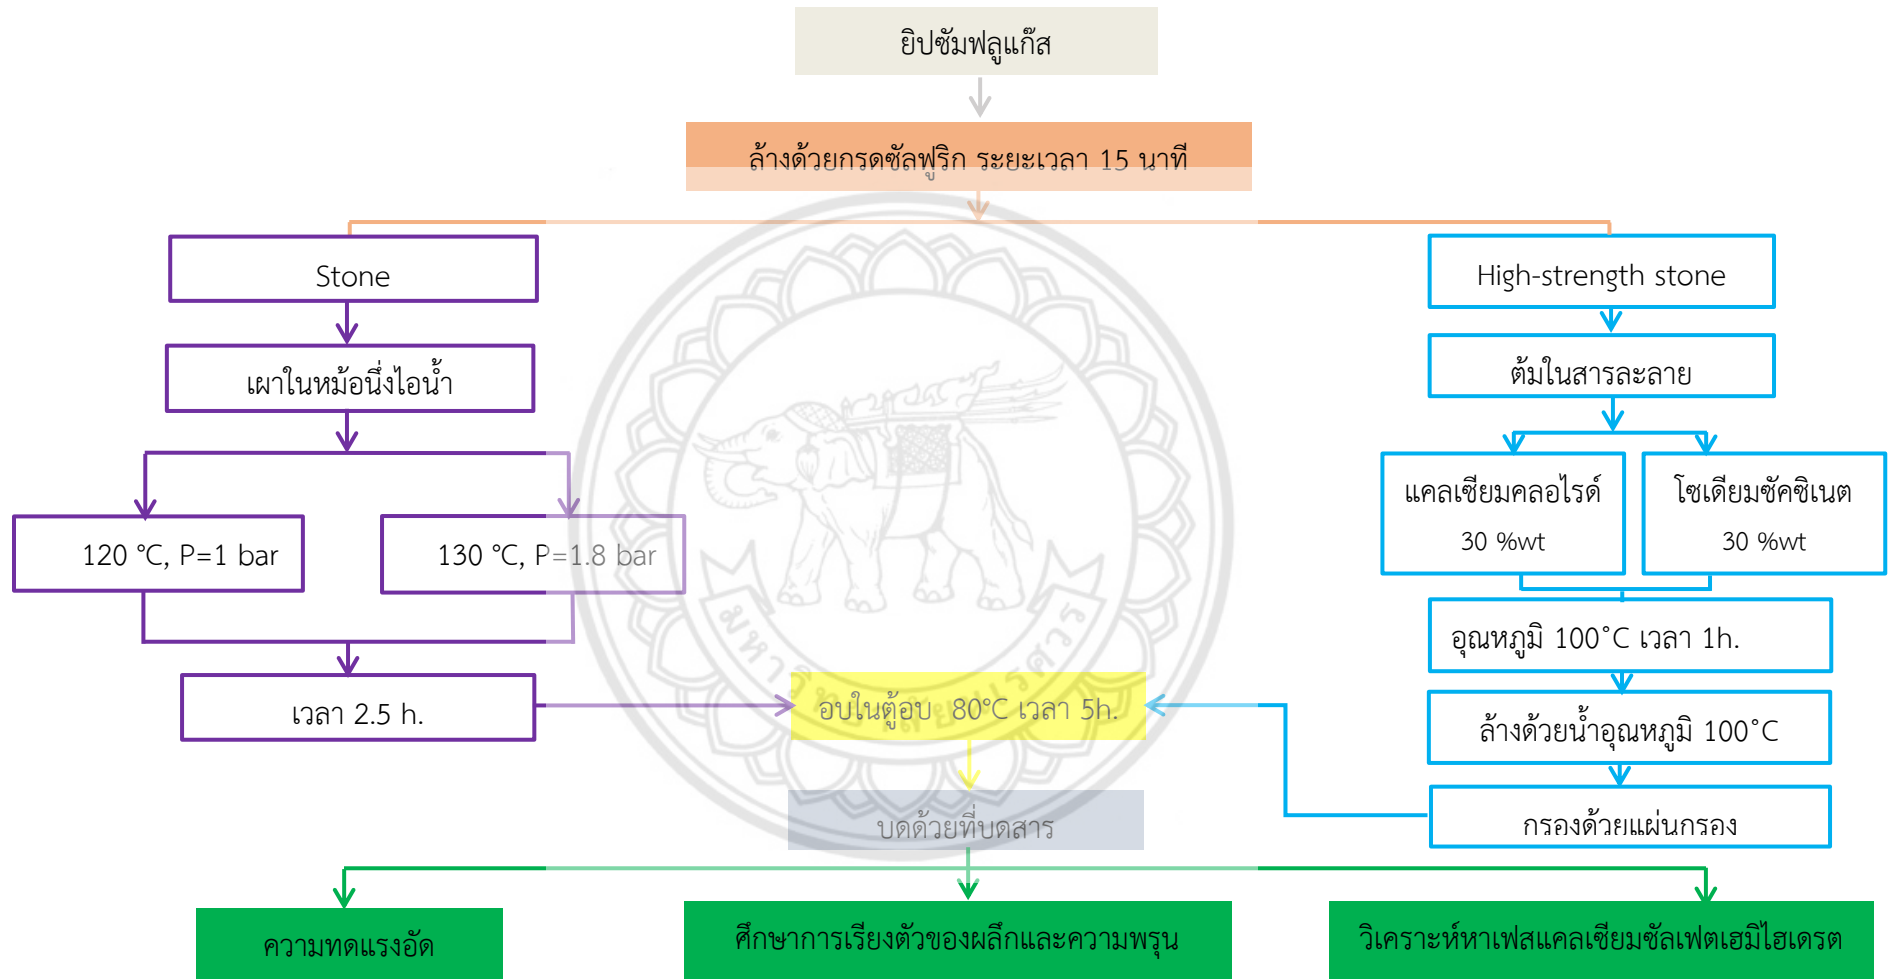 ยิปซัมฟลูแก๊ส
ล้างด้วยกรดซัลฟูริก ระยะเวลา 15 นาที
Stone
High-strength stone
เผาในหม้อนึ่งไอน้ำ
ต้มในสารละลาย
120 °C, P=1 bar
130 °C, P=1.8 bar
แคลเซียมคลอไรด์
30 %wt
โซเดียมซัคซิเนต
30 %wt
อุณหภูมิ 100°C เวลา 1h.
เวลา 2.5 h.
อบในตู้อบ 80°C เวลา 5h.
ล้างด้วยน้ำอุณหภูมิ 100°C
กรองด้วยแผ่นกรอง
บดด้วยที่บดสาร
ความทดแรงอัด
ศึกษาการเรียงตัวของผลึกและความพรุน
วิเคราะห์หาเฟสแคลเซียมซัลเฟตเฮมิไฮเดรต